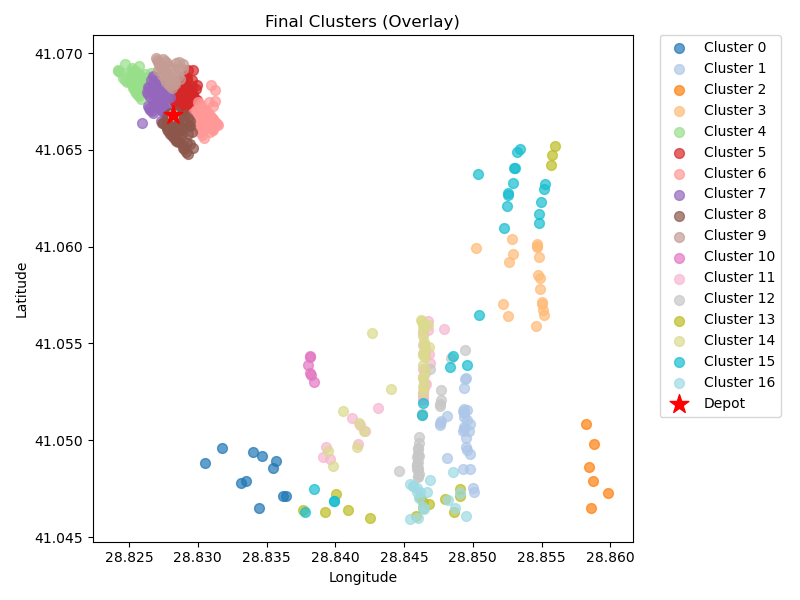 Final Clusters (Overlay)
41.070
41.065
41.060
41.055
41.050
41.045
Latitude
28.825 28.830 28.835 28.840 28.845 28.850 28.855 28.860
Longitude
Cluster 0
Cluster 1
Cluster 2
Cluster 3
Cluster 4
Cluster 5
Cluster 6
Cluster 7
Cluster 8
Cluster 9
Cluster 10
Cluster 11
Cluster 12
Cluster 13
Cluster 14
Cluster 15
Cluster 16
Depot